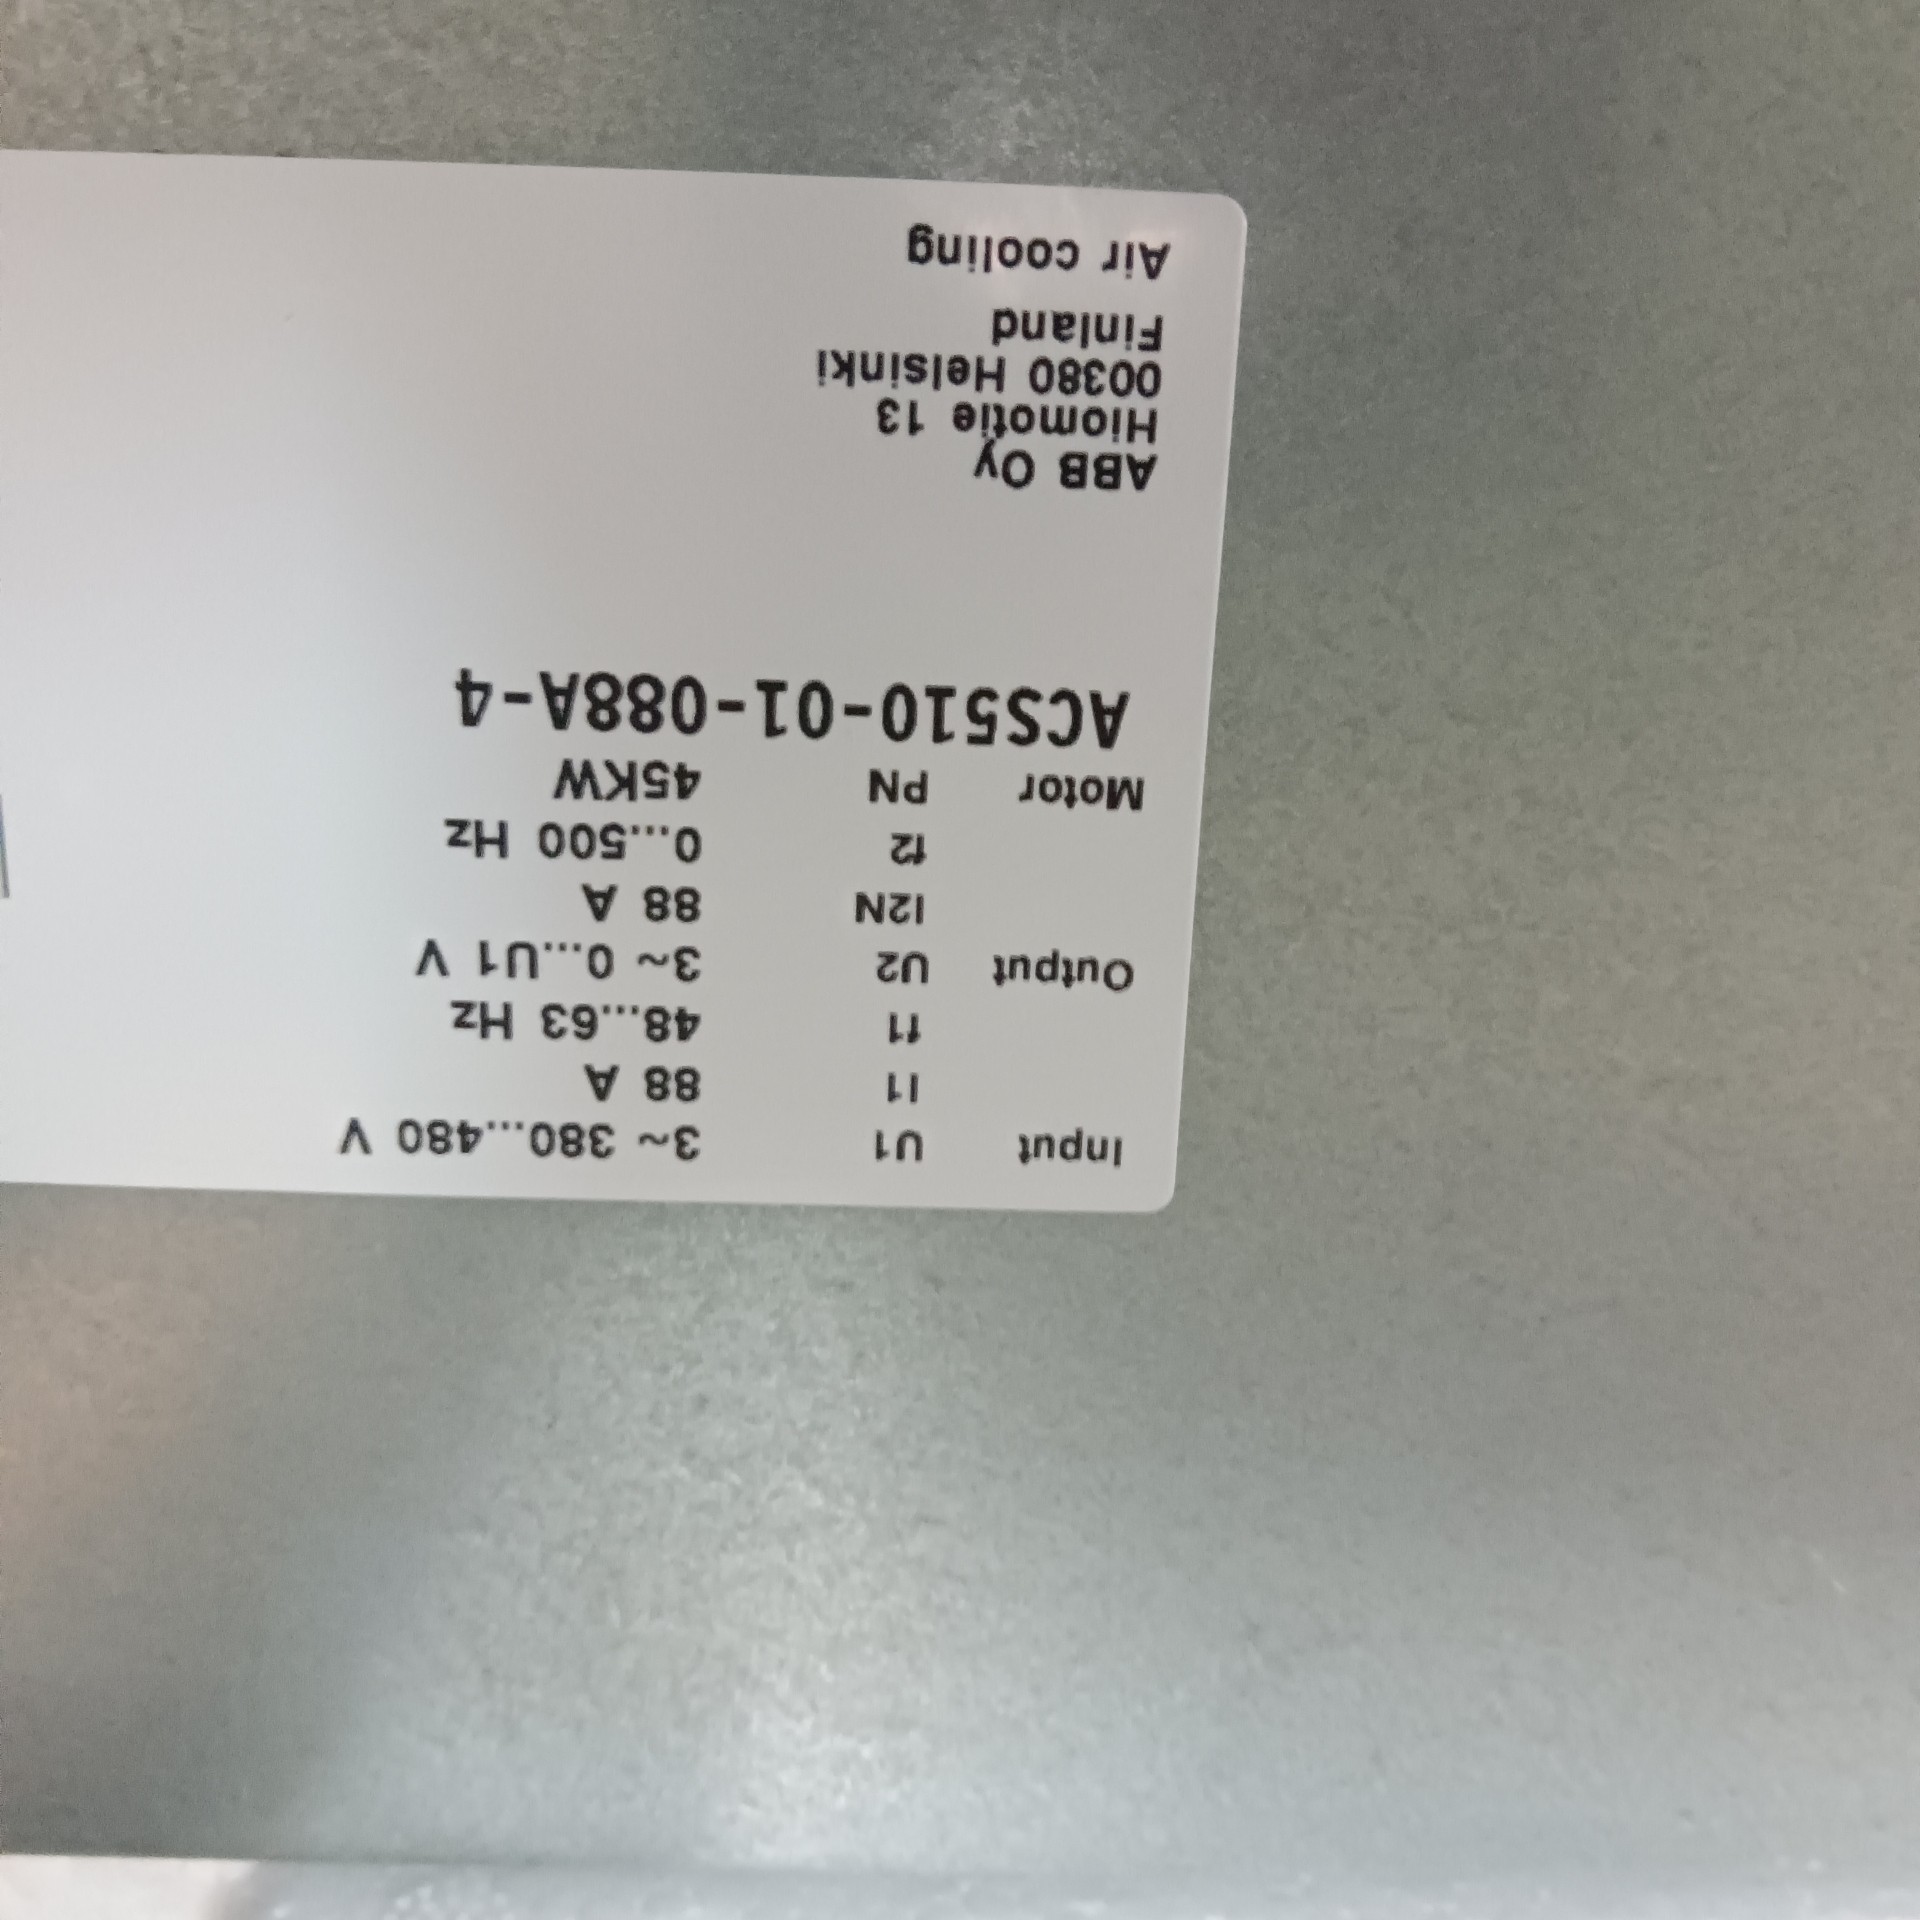 Input U1 3~ 380...480 V
I1 88 A
f1 48...63 Hz
Output U2 3~ 0...U1 V
I2N 88 A
f2 0...500 Hz
Motor PN 45KW
ACS510-01-088A-4
ABB Oy
Hiomotie 13
00380 Helsinki
Finland
Air cooling